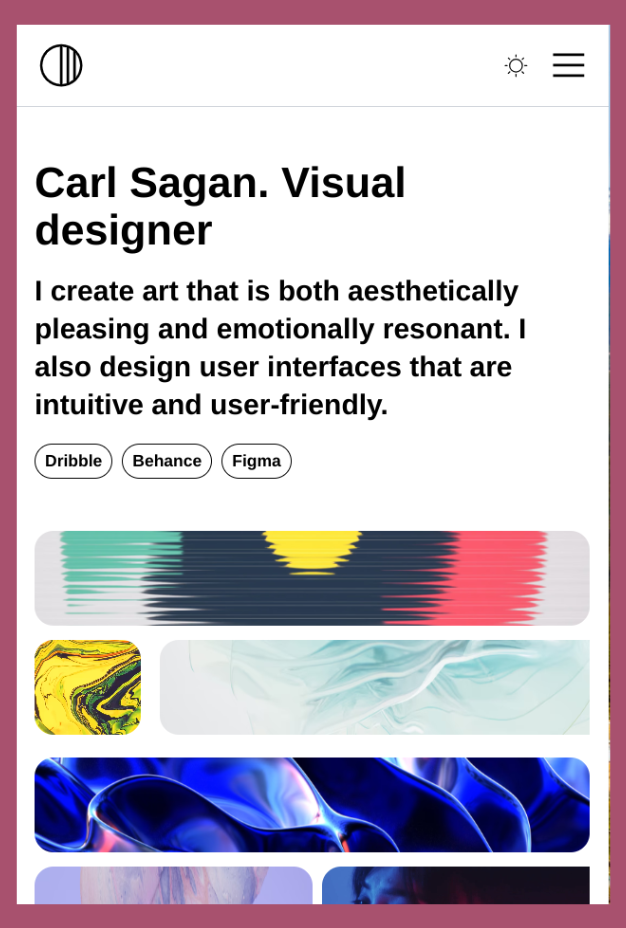 Carl Sagan. Visual
designer
I create art that is both aesthetically
pleasing and emotionally resonant. I
also design user interfaces that are
intuitive and user-friendly.
Dribble Behance Figma